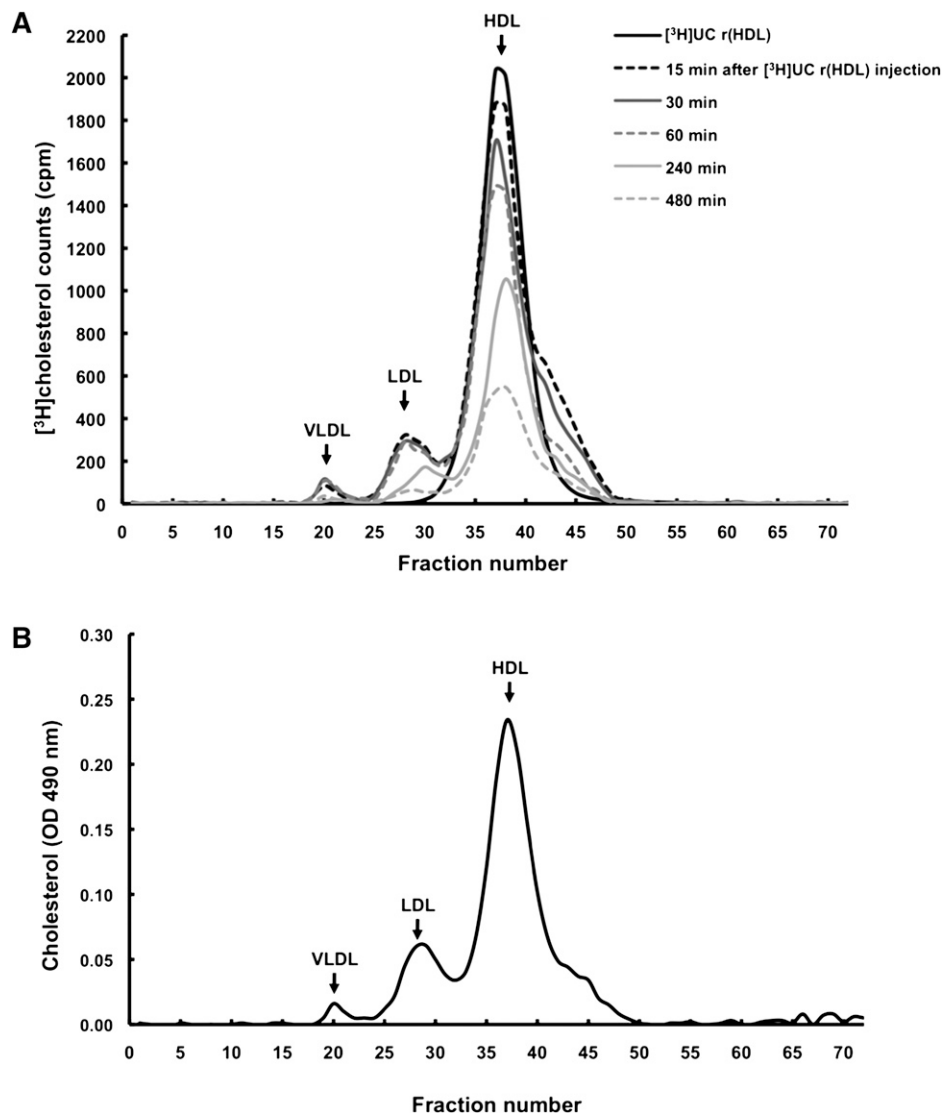 A
HDL
2200
2000
1800
1600
1400
1200
1000
800
600
400
200
0
[³H]cholesterol counts (cpm)
[³H]UC r(HDL)
15 min after [³H]UC r(HDL) injection
30 min
60 min
240 min
480 min
LDL
VLDL
0 5 10 15 20 25 30 35 40 45 50 55 60 65 70
Fraction number
B
0.30
0.25
0.20
0.15
0.10
0.05
0.00
Cholesterol (OD 490 nm)
HDL
LDL
VLDL
0 5 10 15 20 25 30 35 40 45 50 55 60 65 70
Fraction number